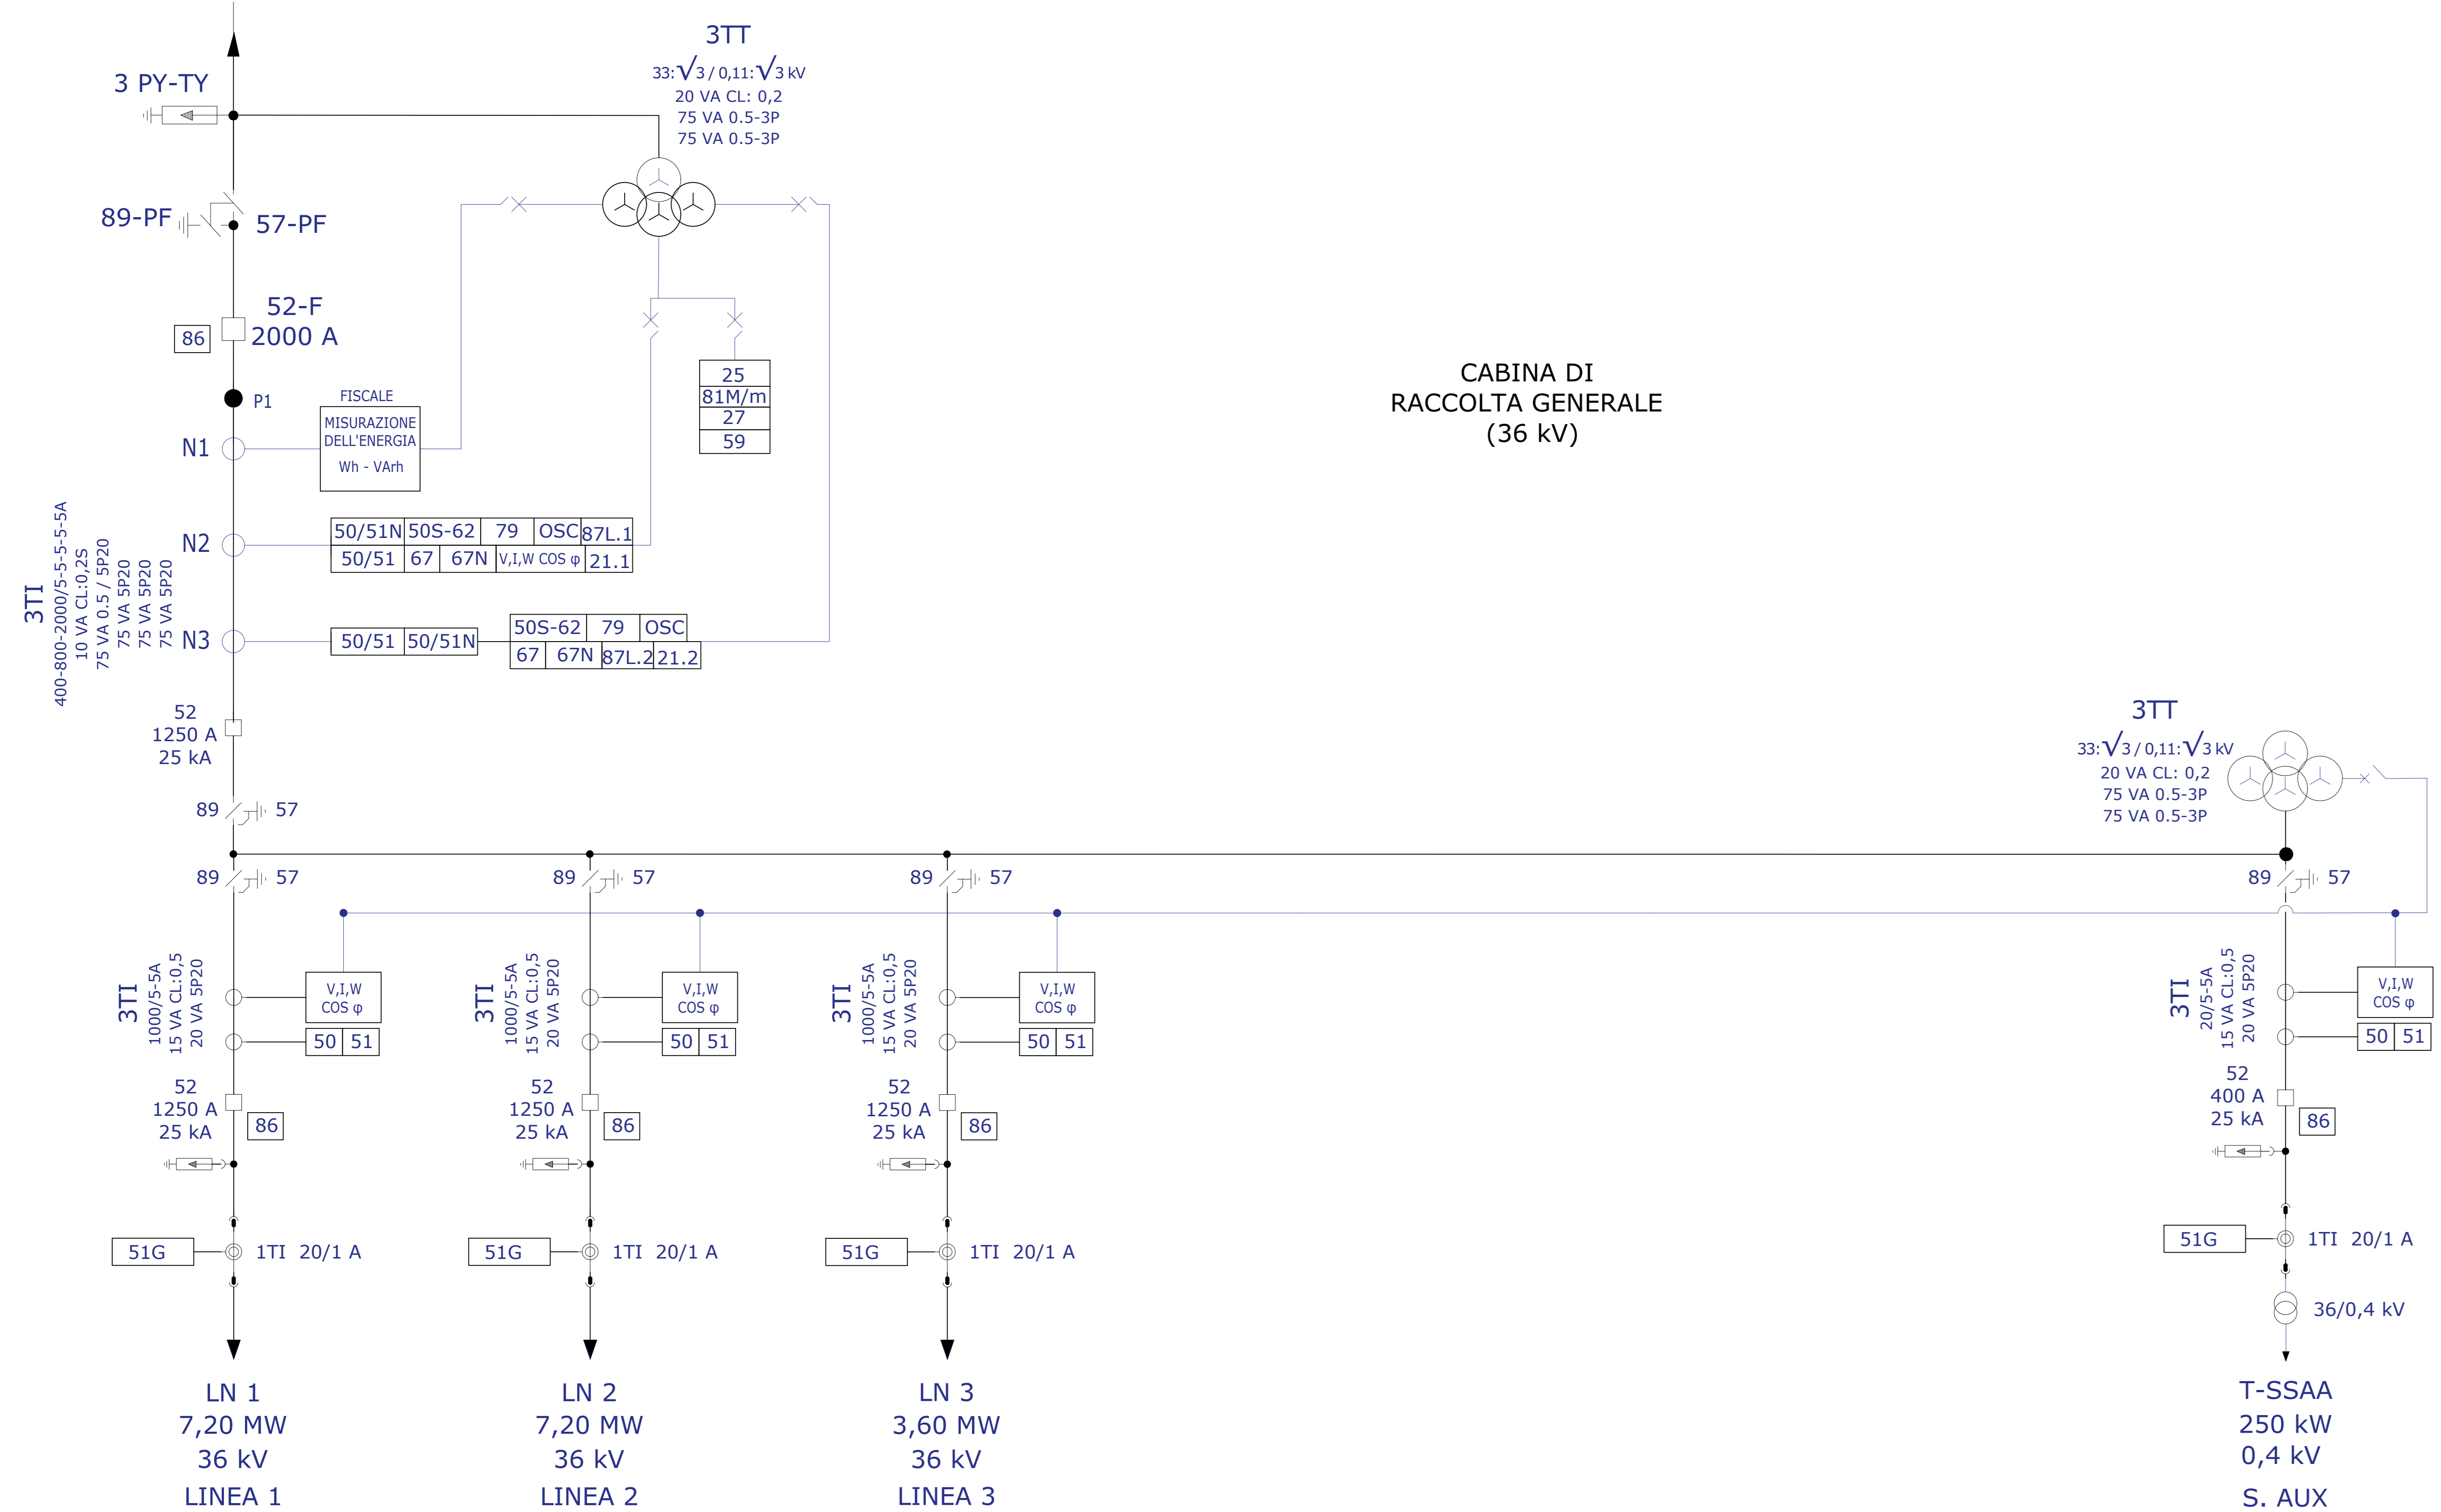 3TT
33:√3 / 0,11:√3 kV
20 VA CL: 0,2
75 VA 0.5-3P
75 VA 0.5-3P
3 PY-TY
89-PF
57-PF
52-F
2000 A
86
P1
FISCALE
MISURAZIONE
DELL'ENERGIA
Wh - VArh
25
81M/m
27
59
CABINA DI
RACCOLTA GENERALE
(36 kV)
N1
N2
N3
50/51N 50S-62 79 OSC 87L.1
50/51 67 67N V,I,W COS φ 21.1
50/51 50/51N
50S-62 79 OSC
67 67N 87L.2 21.2
3TI
400-800-2000/5-5-5-5-5A
10 VA CL:0,2S
75 VA 0.5 / 5P20
75 VA 5P20
75 VA 5P20
75 VA 5P20
52
1250 A
25 kA
89 57
3TT
33:√3 / 0,11:√3 kV
20 VA CL: 0,2
75 VA 0.5-3P
75 VA 0.5-3P
89 57
89 57
89 57
89 57
3TI
1000/5-5A
15 VA CL:0,5
20 VA 5P20
V,I,W
COS φ
50 51
52
1250 A
25 kA
86
51G
1TI 20/1 A
LN 1
7,20 MW
36 kV
LINEA 1
3TI
1000/5-5A
15 VA CL:0,5
20 VA 5P20
V,I,W
COS φ
50 51
52
1250 A
25 kA
86
51G
1TI 20/1 A
LN 2
7,20 MW
36 kV
LINEA 2
3TI
1000/5-5A
15 VA CL:0,5
20 VA 5P20
V,I,W
COS φ
50 51
52
1250 A
25 kA
86
51G
1TI 20/1 A
LN 3
3,60 MW
36 kV
LINEA 3
3TI
20/5-5A
15 VA CL:0,5
20 VA 5P20
V,I,W
COS φ
50 51
52
400 A
25 kA
86
51G
1TI 20/1 A
36/0,4 kV
T-SSAA
250 kW
0,4 kV
S. AUX